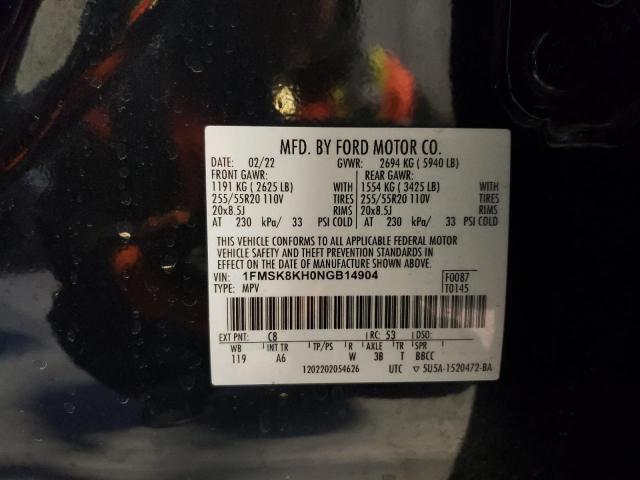 MFD. BY FORD MOTOR CO.
DATE: 02/22 GVWR: 2694 KG ( 5940 LB)
FRONT GAWR: REAR GAWR:
1191 KG ( 2625 LB) WITH 1554 KG ( 3425 LB) WITH
255/55R20 110V TIRES 255/55R20 110V TIRES
20x8.5J RIMS 20x8.5J RIMS
AT 230 kPa/ 33 PSI COLD AT 230 kPa/ 33 PSI COLD
THIS VEHICLE CONFORMS TO ALL APPLICABLE FEDERAL MOTOR
VEHICLE SAFETY AND THEFT PREVENTION STANDARDS IN
EFFECT ON THE DATE OF MANUFACTURE SHOWN ABOVE.
VIN: 1FMSK8KH0NGB14904 F0087
TYPE: MPV T0145
EXT PNT: C8 RC: 53 DSO:
WB INT TR TP/PS R AXLE TR SPR
119 A6 W 3B T BBCC
1202202054626 UTC ▽ 5U5A-1520472-BA